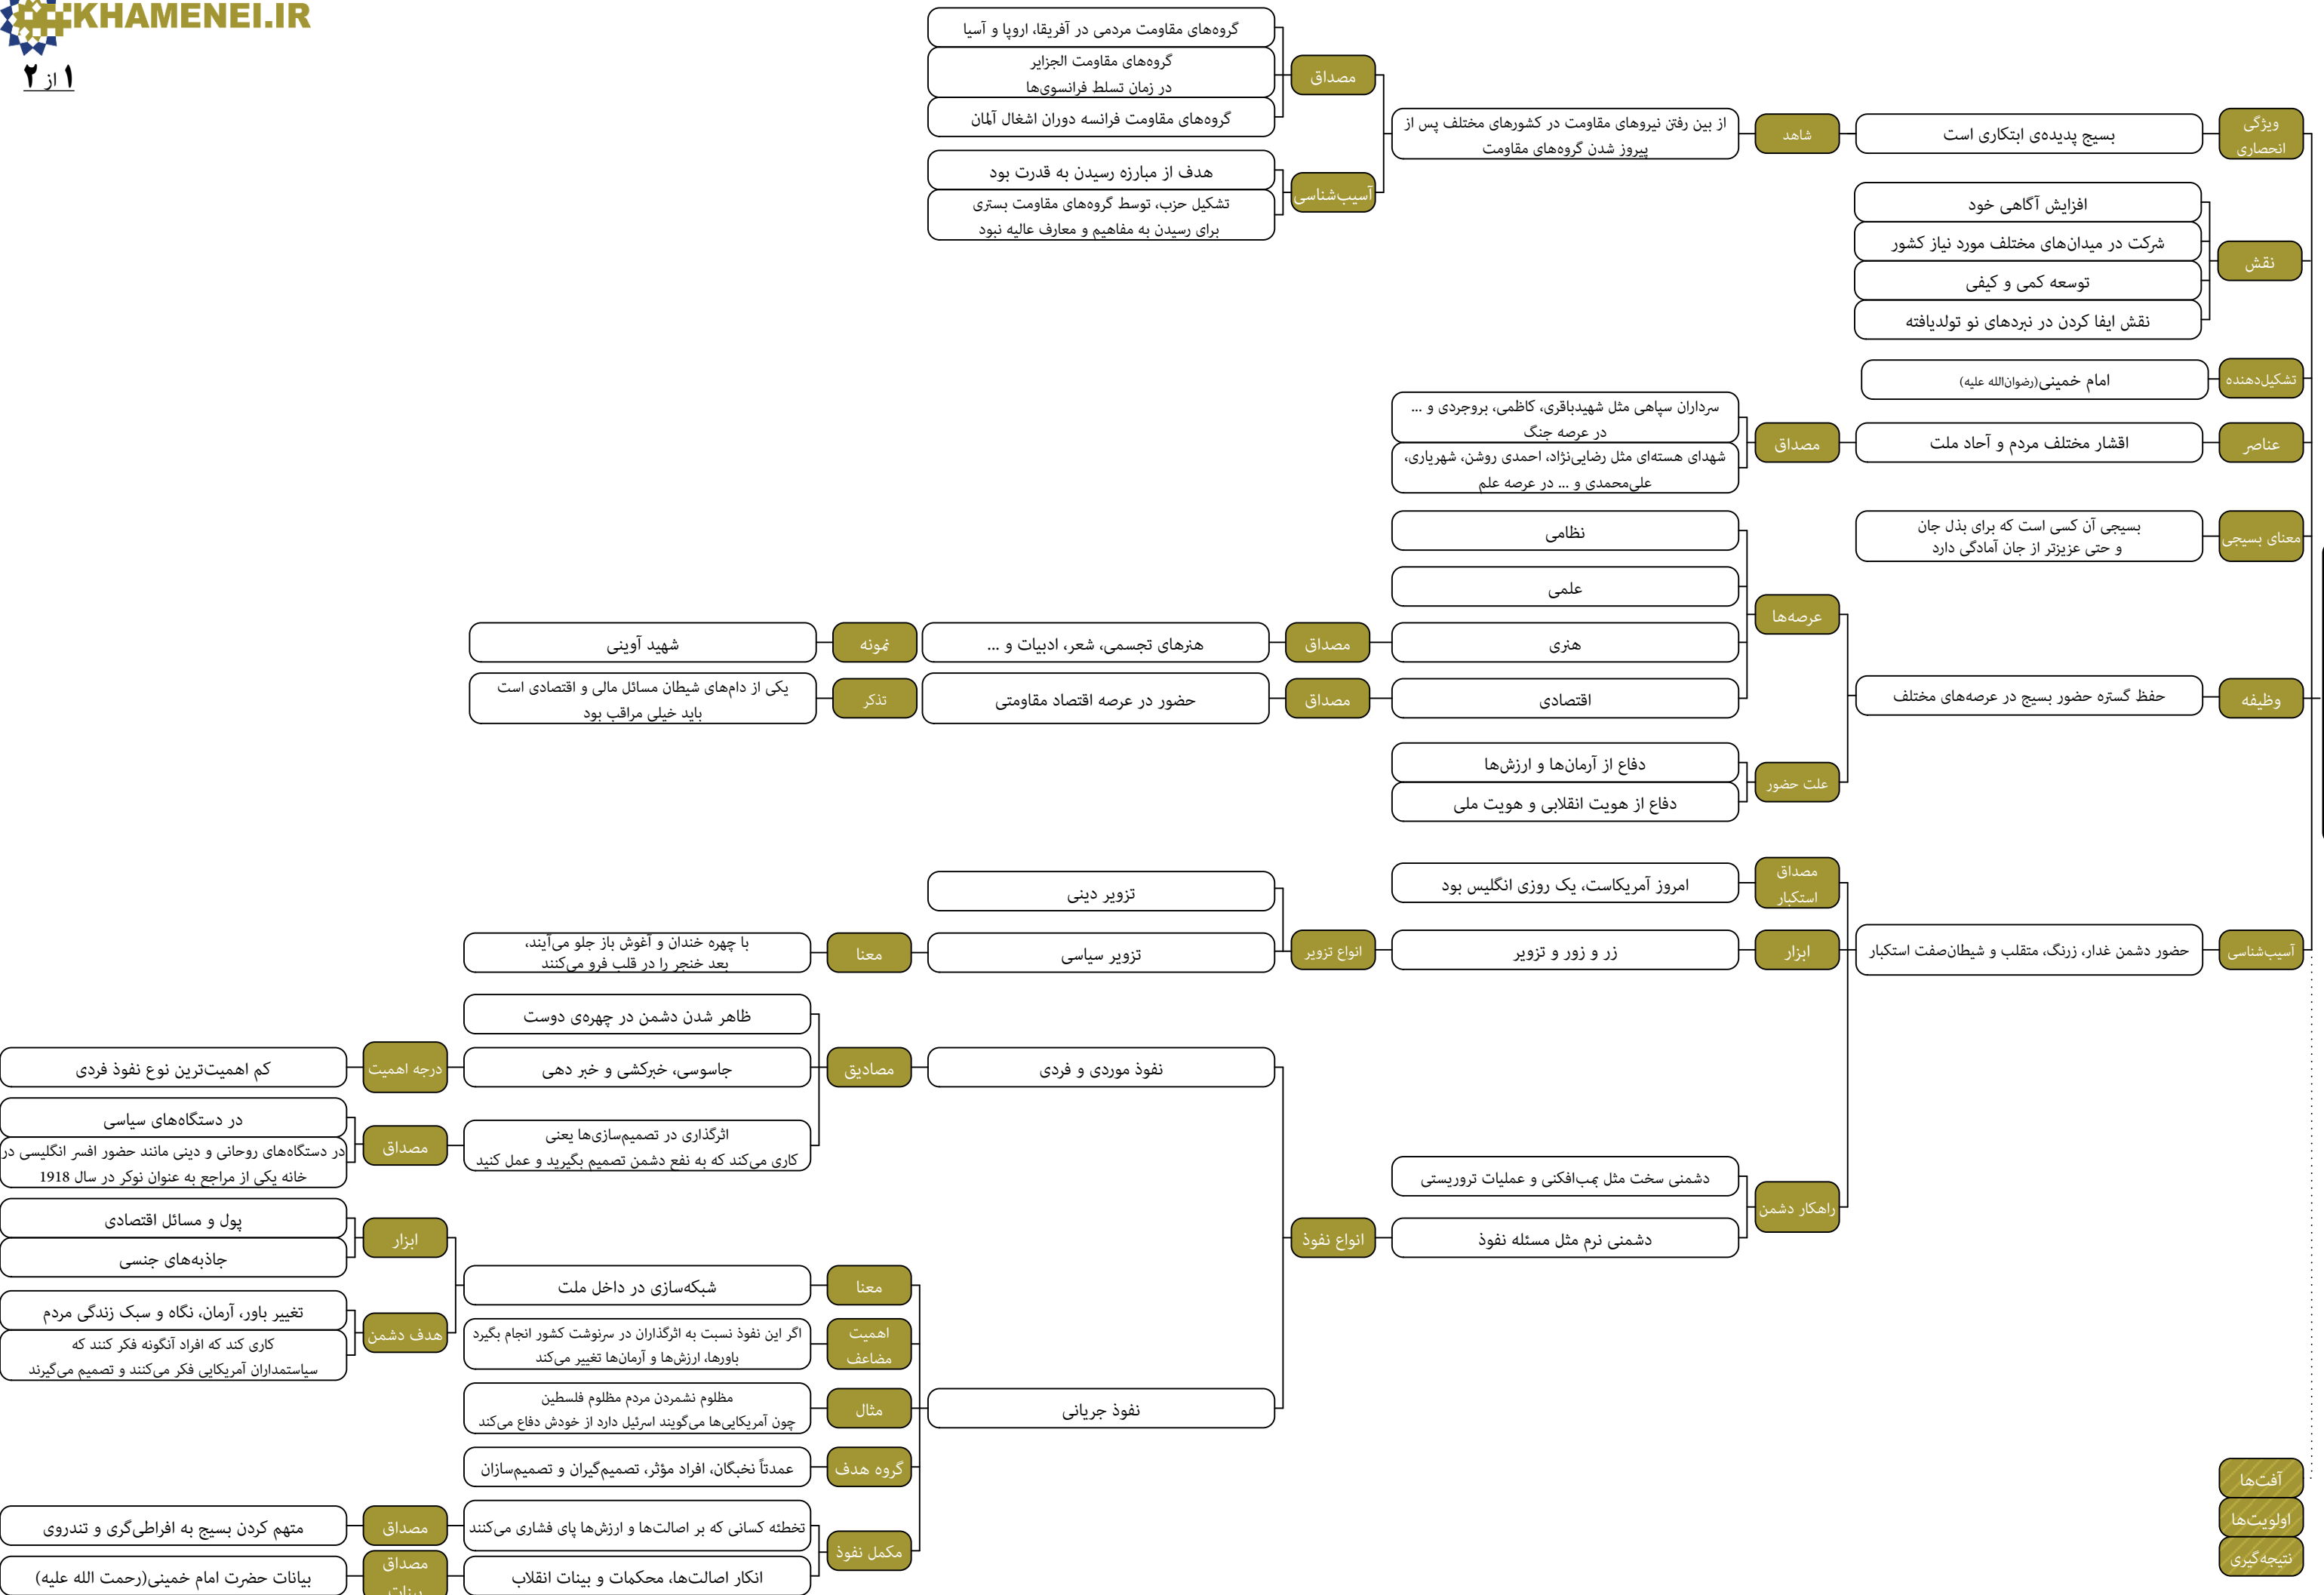 KHAMENEI.IR
۱ از ۲
ویژگی
انحصاری
بسیج پدیده‌ی ابتکاری است
شاهد
از بین رفتن نیروهای مقاومت در کشورهای مختلف پس از
پیروز شدن گروه‌های مقاومت
مصداق
گروه‌های مقاومت مردمی در آفریقا، اروپا و آسیا
گروه‌های مقاومت الجزایر
در زمان تسلط فرانسوی‌ها
گروه‌های مقاومت فرانسه دوران اشغال آلمان
آسیب‌شناسی
هدف از مبارزه رسیدن به قدرت بود
تشکیل حزب، توسط گروه‌های مقاومت بستری
برای رسیدن به مفاهیم و معارف عالیه نبود
نقش
افزایش آگاهی خود
شرکت در میدان‌های مختلف مورد نیاز کشور
توسعه کمی و کیفی
نقش ایفا کردن در نبردهای نو تولدیافته
تشکیل‌دهنده
امام خمینی(رضوان‌الله علیه)
عناصر
اقشار مختلف مردم و آحاد ملت
مصداق
سرداران سپاهی مثل شهیدباقری، کاظمی، بروجردی و ...
در عرصه جنگ
شهدای هسته‌ای مثل رضایی‌نژاد، احمدی روشن، شهریاری،
علی‌محمدی و ... در عرصه علم
معنای بسیجی
بسیجی آن کسی است که برای بذل جان
و حتی عزیزتر از جان آمادگی دارد
وظیفه
حفظ گستره حضور بسیج در عرصه‌های مختلف
عرصه‌ها
نظامی
علمی
هنری
مصداق
هنرهای تجسمی، شعر، ادبیات و ...
نمونه
شهید آوینی
اقتصادی
مصداق
حضور در عرصه اقتصاد مقاومتی
تذکر
یکی از دام‌های شیطان مسائل مالی و اقتصادی است
باید خیلی مراقب بود
علت حضور
دفاع از آرمان‌ها و ارزش‌ها
دفاع از هویت انقلابی و هویت ملی
آسیب‌شناسی
حضور دشمن غدار، زرنگ، متقلب و شیطان‌صفت استکبار
مصداق
استکبار
امروز آمریکاست، یک روزی انگلیس بود
ابزار
زر و زور و تزویر
انواع تزویر
تزویر دینی
تزویر سیاسی
معنا
با چهره خندان و آغوش باز جلو می‌آیند،
بعد خنجر را در قلب فرو می‌کنند
راهکار دشمن
دشمنی سخت مثل بمب‌افکنی و عملیات تروریستی
دشمنی نرم مثل مسئله نفوذ
انواع نفوذ
نفوذ موردی و فردی
مصادیق
ظاهر شدن دشمن در چهره‌ی دوست
جاسوسی، خبرکشی و خبر دهی
درجه اهمیت
کم اهمیت‌ترین نوع نفوذ فردی
اثرگذاری در تصمیم‌سازی‌ها یعنی
کاری می‌کند که به نفع دشمن تصمیم بگیرید و عمل کنید
مصداق
در دستگاه‌های سیاسی
در دستگاه‌های روحانی و دینی مانند حضور افسر انگلیسی در
خانه یکی از مراجع به عنوان نوکر در سال 1918
نفوذ جریانی
معنا
شبکه‌سازی در داخل ملت
ابزار
پول و مسائل اقتصادی
جاذبه‌های جنسی
هدف دشمن
تغییر باور، آرمان، نگاه و سبک زندگی مردم
کاری کند که افراد آنگونه فکر کنند که
سیاستمداران آمریکایی فکر می‌کنند و تصمیم می‌گیرند
اهمیت
مضاعف
اگر این نفوذ نسبت به اثرگذاران در سرنوشت کشور انجام بگیرد
باورها، ارزش‌ها و آرمان‌ها تغییر می‌کند
مثال
مظلوم نشمردن مردم مظلوم فلسطین
چون آمریکایی‌ها می‌گویند اسرئیل دارد از خودش دفاع می‌کند
گروه هدف
عمدتاً نخبگان، افراد مؤثر، تصمیم‌گیران و تصمیم‌سازان
مکمل نفوذ
تخطئه کسانی که بر اصالت‌ها و ارزش‌ها پای فشاری می‌کنند
مصداق
متهم کردن بسیج به افراطی‌گری و تندروی
انکار اصالت‌ها، محکمات و بینات انقلاب
مصداق
بینات
بیانات حضرت امام خمینی(رحمت الله علیه)
آفت‌ها
اولویت‌ها
نتیجه‌گیری